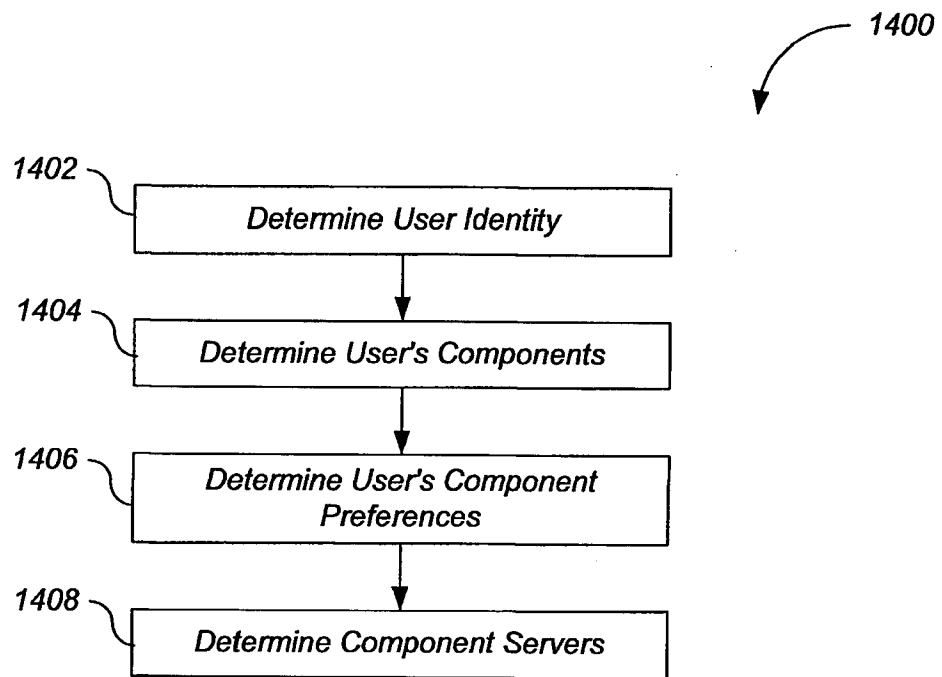 1400
1402
Determine User Identity
1404
Determine User's Components
1406
Determine User's Component
Preferences
1408
Determine Component Servers